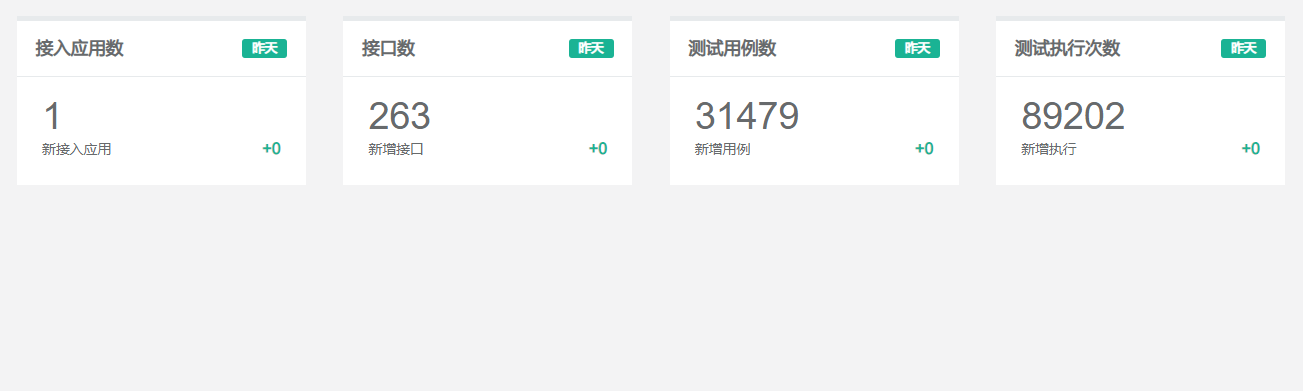 接入应用数 昨天
1
新接入应用 +0
接口数 昨天
263
新增接口 +0
测试用例数 昨天
31479
新增用例 +0
测试执行次数 昨天
89202
新增执行 +0